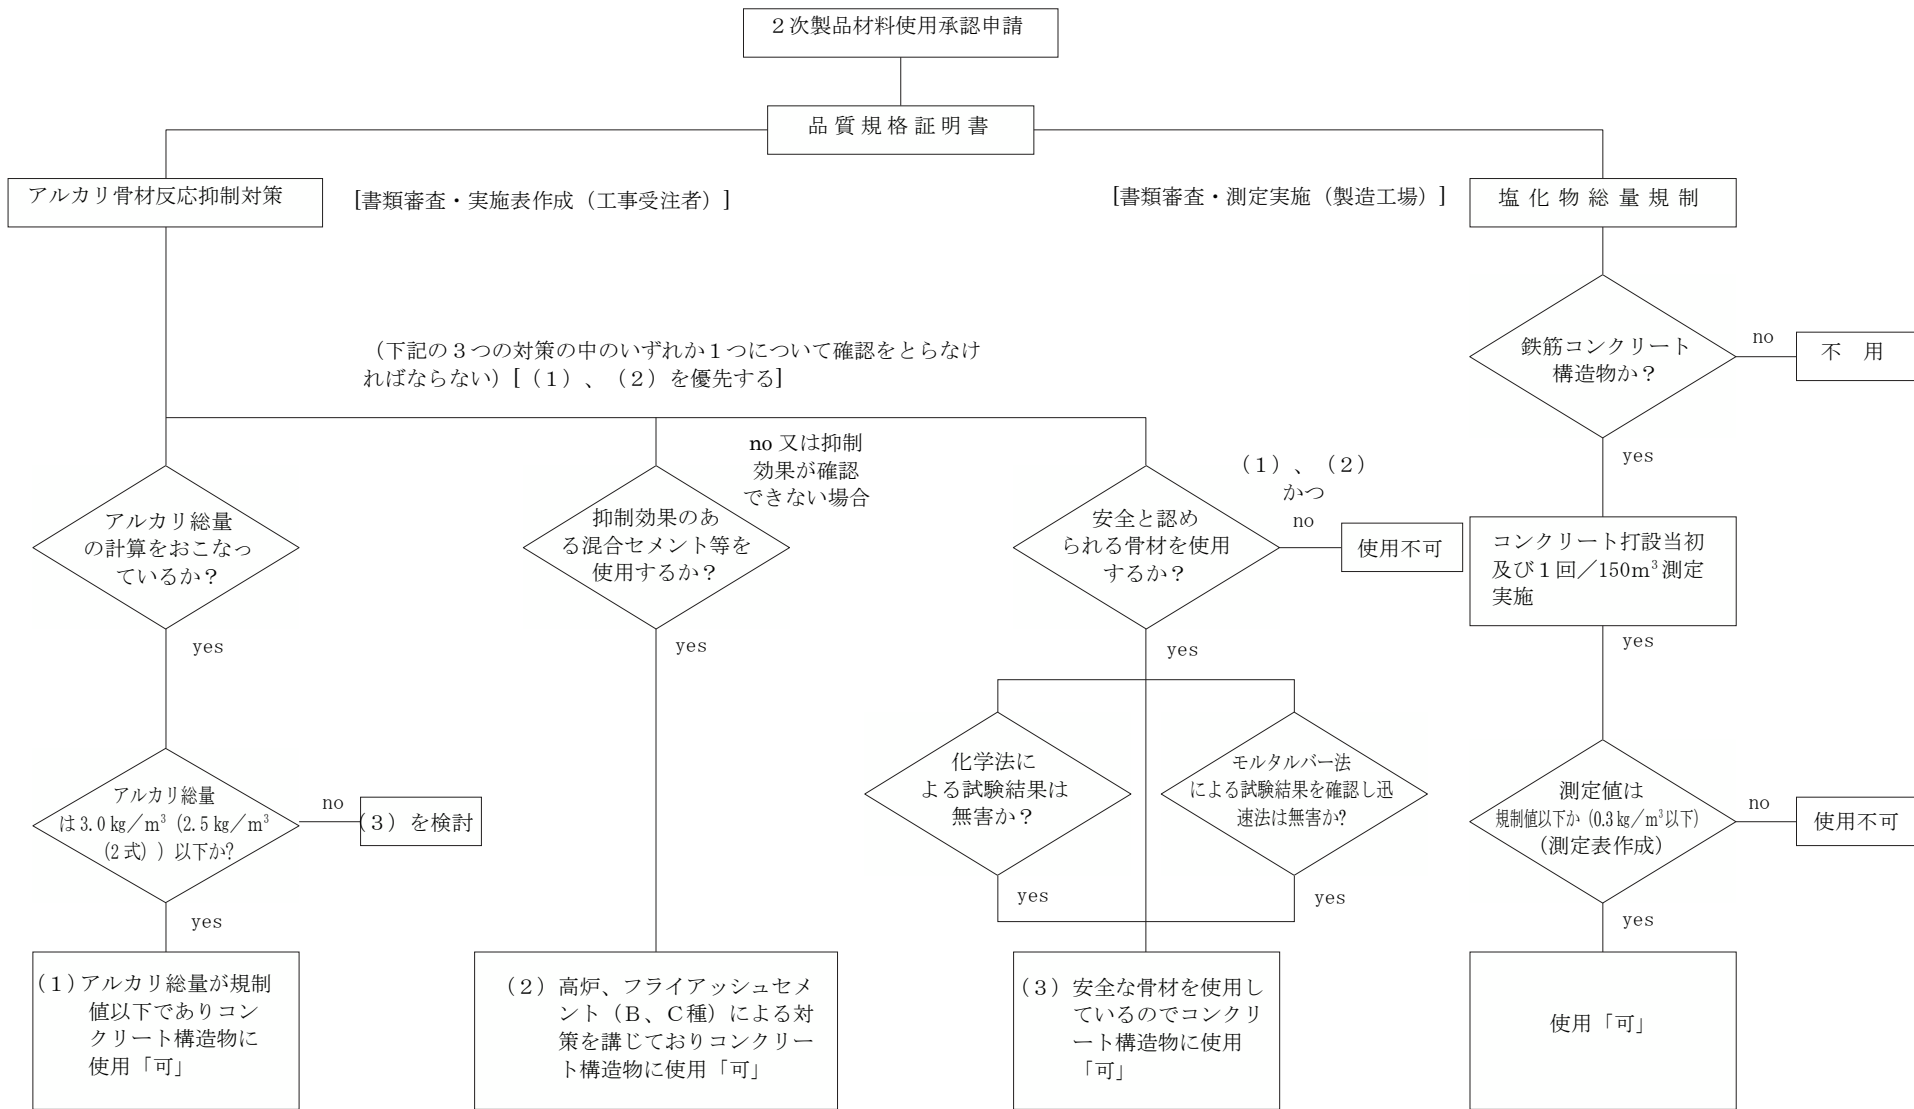 ２次製品材料使用承認申請
品質規格証明書
アルカリ骨材反応抑制対策
[書類審査・実施表作成（工事受注者）]
[書類審査・測定実施（製造工場）]
塩化物総量規制
（下記の３つの対策の中のいずれか１つについて確認をとらなけ
ればならない）[（１）、（２）を優先する]
鉄筋コンクリート
構造物か？
no
不　用
yes
アルカリ総量
の計算をおこなっ
ているか？
yes
no 又は抑制
効果が確認
できない場合
抑制効果のあ
る混合セメント等を
使用するか？
yes
安全と認め
られる骨材を使用
するか？
（１）、（２）
かつ
no
使用不可
yes
コンクリート打設当初
及び１回／150m³測定
実施
yes
アルカリ総量
は 3.0 kg／m³（2.5 kg／m³
（2 式））以下か？
no
（３）を検討
yes
化学法に
よる試験結果は
無害か？
yes
モルタルバー法
による試験結果を確認し迅
速法は無害か？
yes
測定値は
規制値以下か（0.3 kg／m³以下）
（測定表作成）
no
使用不可
yes
（１）アルカリ総量が規制
値以下でありコン
クリート構造物に
使用「可」
（２）高炉、フライアッシュセメ
ント（Ｂ、Ｃ種）による対
策を講じておりコンクリー
ト構造物に使用「可」
（３）安全な骨材を使用し
ているのでコンクリ
ート構造物に使用
「可」
使用「可」